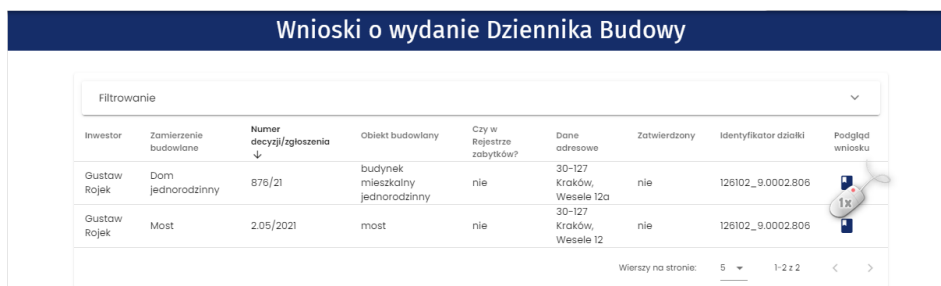 Wnioski o wydanie Dziennika Budowy
Filtrowanie
Inwestor
Zamierzenie
budowlane
Numer
decyzji/zgłoszenia
Obiekt budowlany
Czy w
Rejestrze
zabytków?
Dane
adresowe
Zatwierdzony
Identyfikator działki
Podgląd
wniosku
Gustaw
Rojek
Dom
jednorodzinny
876/21
budynek
mieszkalny
jednorodzinny
nie
30-127
Kraków,
Wesele 12a
nie
126102_9.0002.806
1x
Gustaw
Rojek
Most
2.05/2021
most
nie
30-127
Kraków,
Wesele 12
nie
126102_9.0002.806
Wierszy na stronie: 5 1-2 z 2